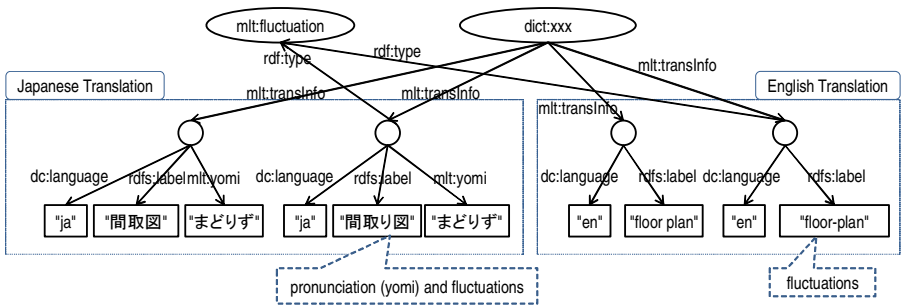 mlt:fluctuation
dict:xxx
rdf:type
rdf:type
mlt:transInfo
Japanese Translation
English Translation
mlt:transInfo
mlt:transInfo
mlt:transInfo
dc:language
rdfs:label
mlt:yomi
dc:language
rdfs:label
mlt:yomi
dc:language
rdfs:label
dc:language
rdfs:label
"ja"
"間取図"
"まどりず"
"ja"
"間取り図"
"まどりず"
"en"
"floor plan"
"en"
"floor-plan"
pronunciation (yomi) and fluctuations
fluctuations